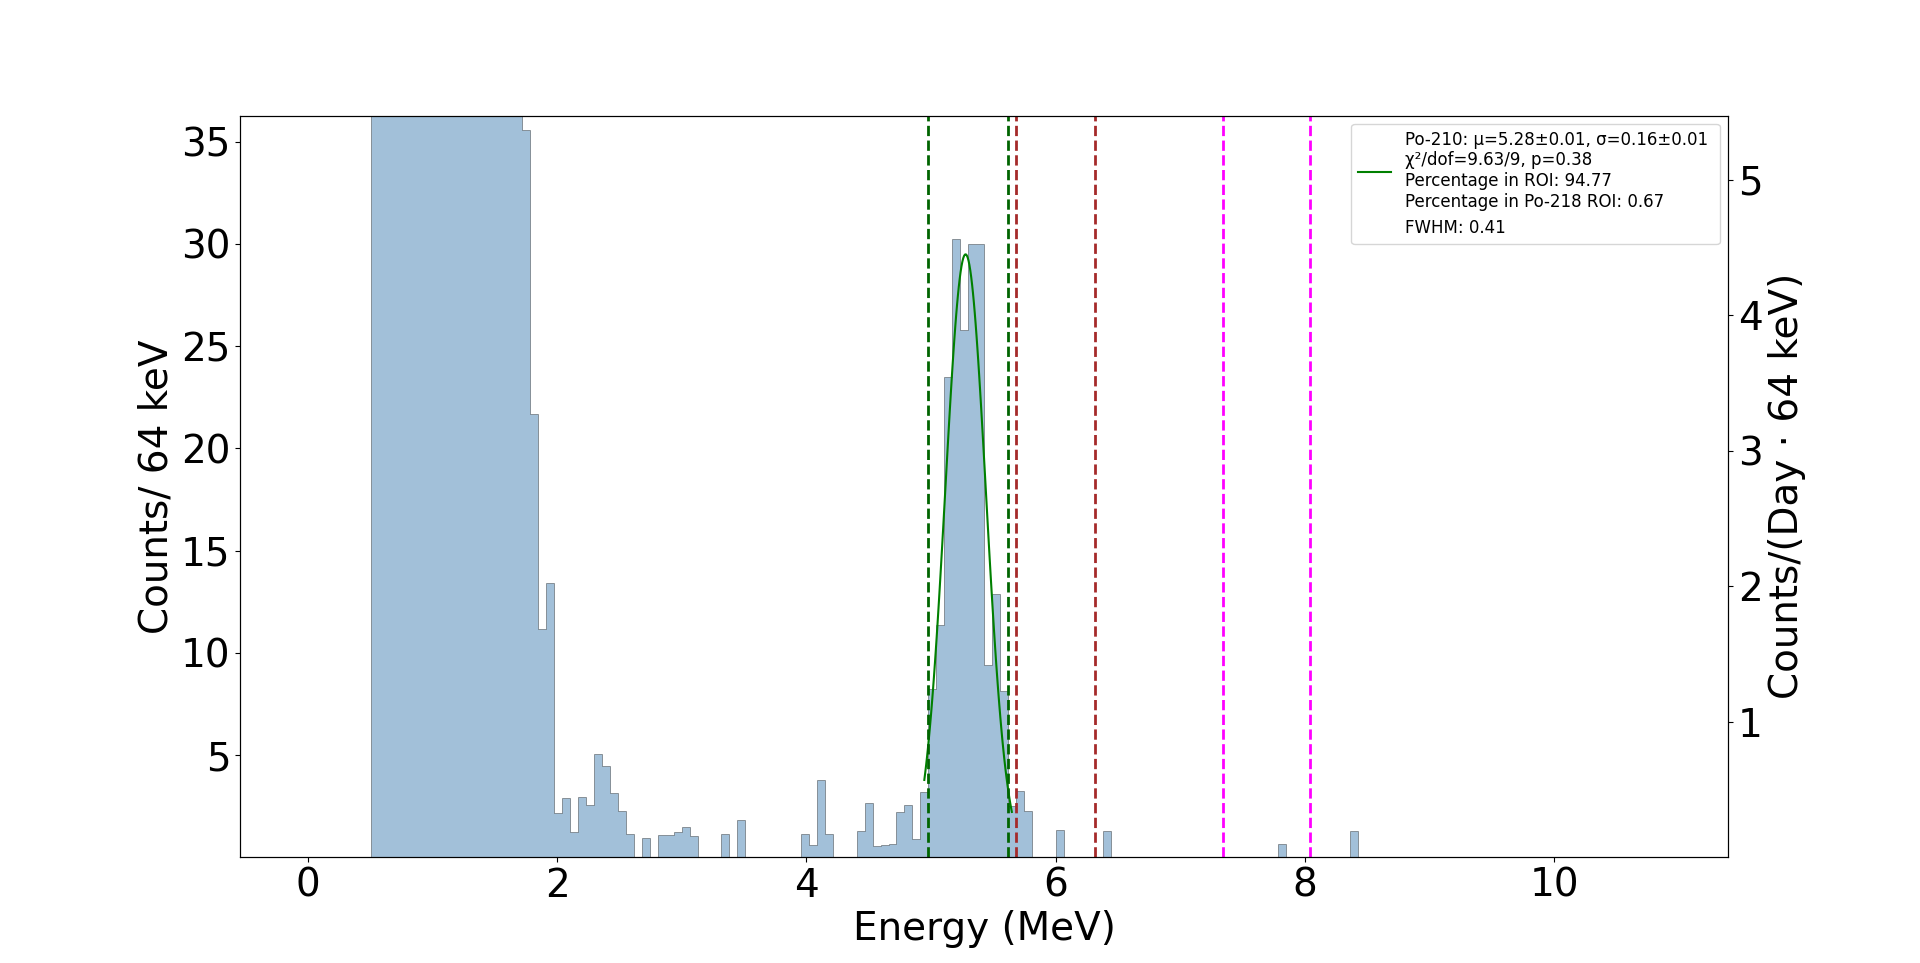 Po-210: μ=5.28±0.01, σ=0.16±0.01
χ²/dof=9.63/9, p=0.38
Percentage in ROI: 94.77
Percentage in Po-218 ROI: 0.67
FWHM: 0.41
Counts/ 64 keV
35
30
25
20
15
10
5
5
4
3
2
1
Counts/(Day · 64 keV)
0 2 4 6 8 10
Energy (MeV)